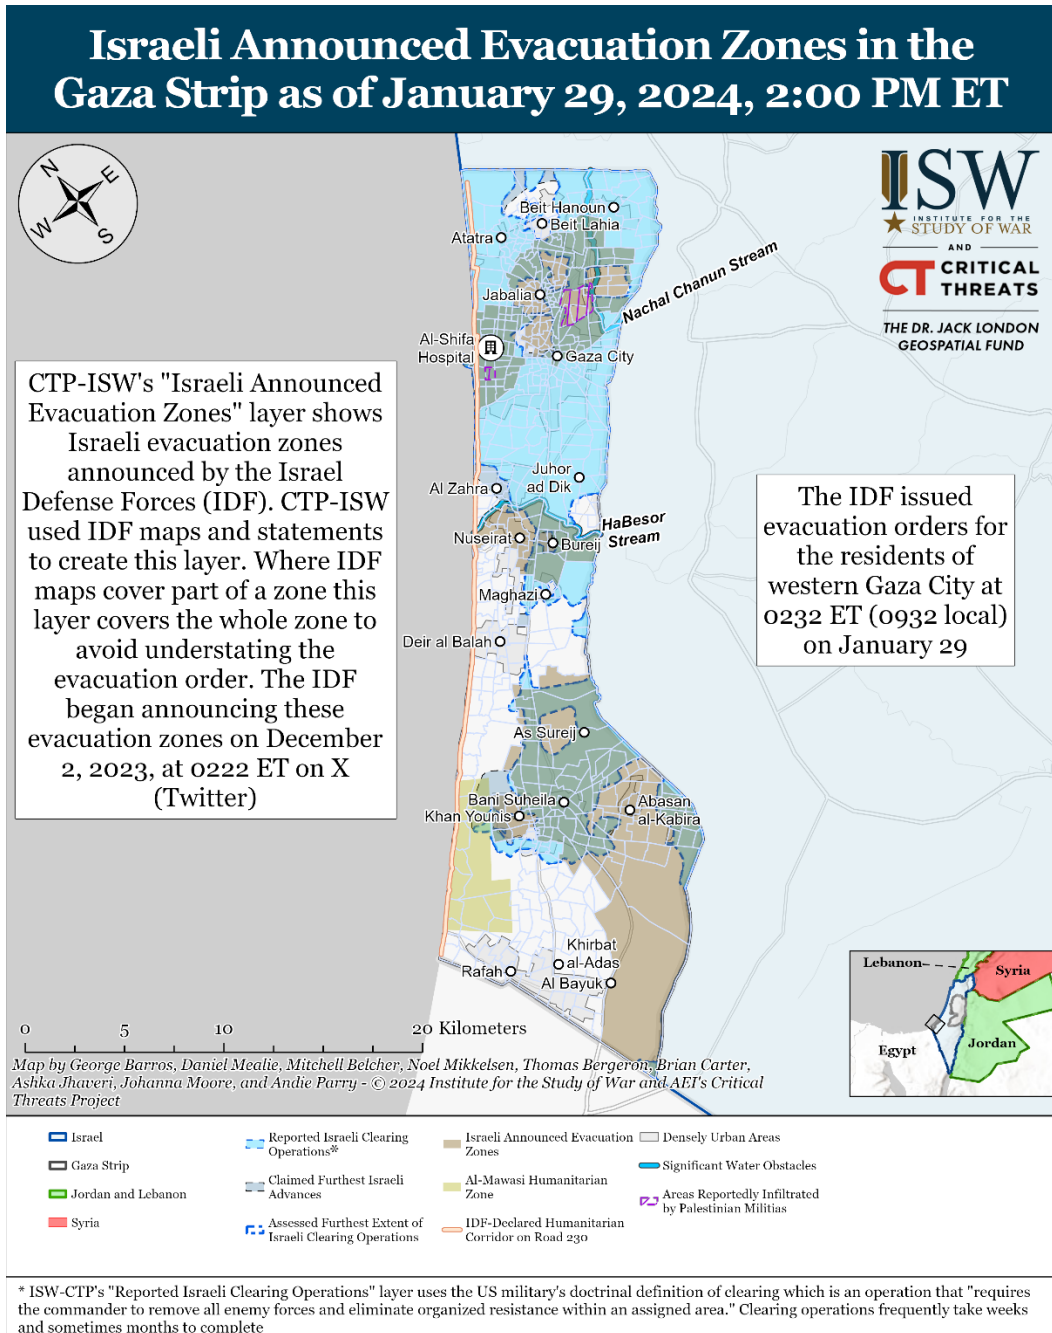 Israeli Announced Evacuation Zones in the
Gaza Strip as of January 29, 2024, 2:00 PM ET
N
E
W
S
ISW
INSTITUTE FOR THE
STUDY OF WAR
AND
CT CRITICAL
THREATS
THE DR. JACK LONDON
GEOSPATIAL FUND
Beit Hanoun
Beit Lahia
Atatra
Nachal Chanun Stream
Jabalia
Al-Shifa
Hospital
Gaza City
CTP-ISW's "Israeli Announced
Evacuation Zones" layer shows
Israeli evacuation zones
announced by the Israel
Defense Forces (IDF). CTP-ISW
used IDF maps and statements
to create this layer. Where IDF
maps cover part of a zone this
layer covers the whole zone to
avoid understating the
evacuation order. The IDF
began announcing these
evacuation zones on December
2, 2023, at 0222 ET on X
(Twitter)
Juhor
ad Dik
Al Zahra
HaBesor
Stream
Nuseirat
Bureij
Maghazi
Deir al Balah
The IDF issued
evacuation orders for
the residents of
western Gaza City at
0232 ET (0932 local)
on January 29
As Sureij
Bani Suheila
Khan Younis
Abasan
al-Kabira
Khirbat
al-Adas
Rafah
Al Bayuk
Lebanon
Syria
Jordan
Egypt
0 5 10 20 Kilometers
Map by George Barros, Daniel Mealie, Mitchell Belcher, Noel Mikkelsen, Thomas Bergeron, Brian Carter,
Ashka Jhaveri, Johanna Moore, and Andie Parry - © 2024 Institute for the Study of War and AEI's Critical
Threats Project
Israel
Gaza Strip
Jordan and Lebanon
Syria
Reported Israeli Clearing
Operations*
Claimed Furthest Israeli
Advances
Assessed Furthest Extent of
Israeli Clearing Operations
Israeli Announced Evacuation
Zones
Al-Mawasi Humanitarian
Zone
IDF-Declared Humanitarian
Corridor on Road 230
Densely Urban Areas
Significant Water Obstacles
Areas Reportedly Infiltrated
by Palestinian Militias
* ISW-CTP's "Reported Israeli Clearing Operations" layer uses the US military's doctrinal definition of clearing which is an operation that "requires
the commander to remove all enemy forces and eliminate organized resistance within an assigned area." Clearing operations frequently take weeks
and sometimes months to complete